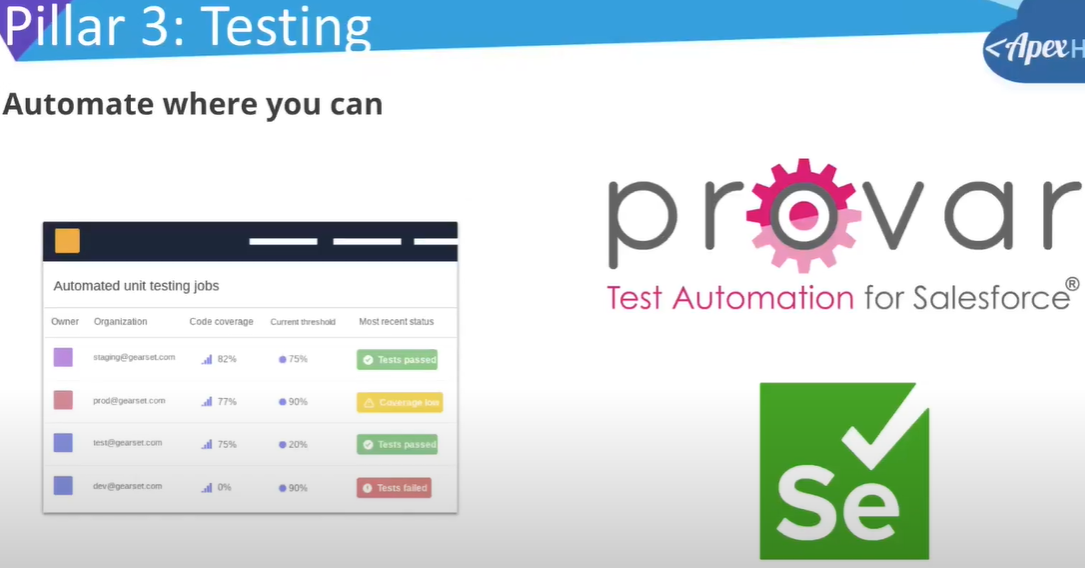 Pillar 3: Testing
<Apex H
Automate where you can
provar
Test Automation for Salesforce®
Automated unit testing jobs
Owner Organization Code coverage Current threshold Most recent status
staging@gearset.com 82% 75% Tests passed
prod@gearset.com 77% 90% Coverage low
test@gearset.com 75% 20% Tests passed
dev@gearset.com 0% 90% Tests failed
Se